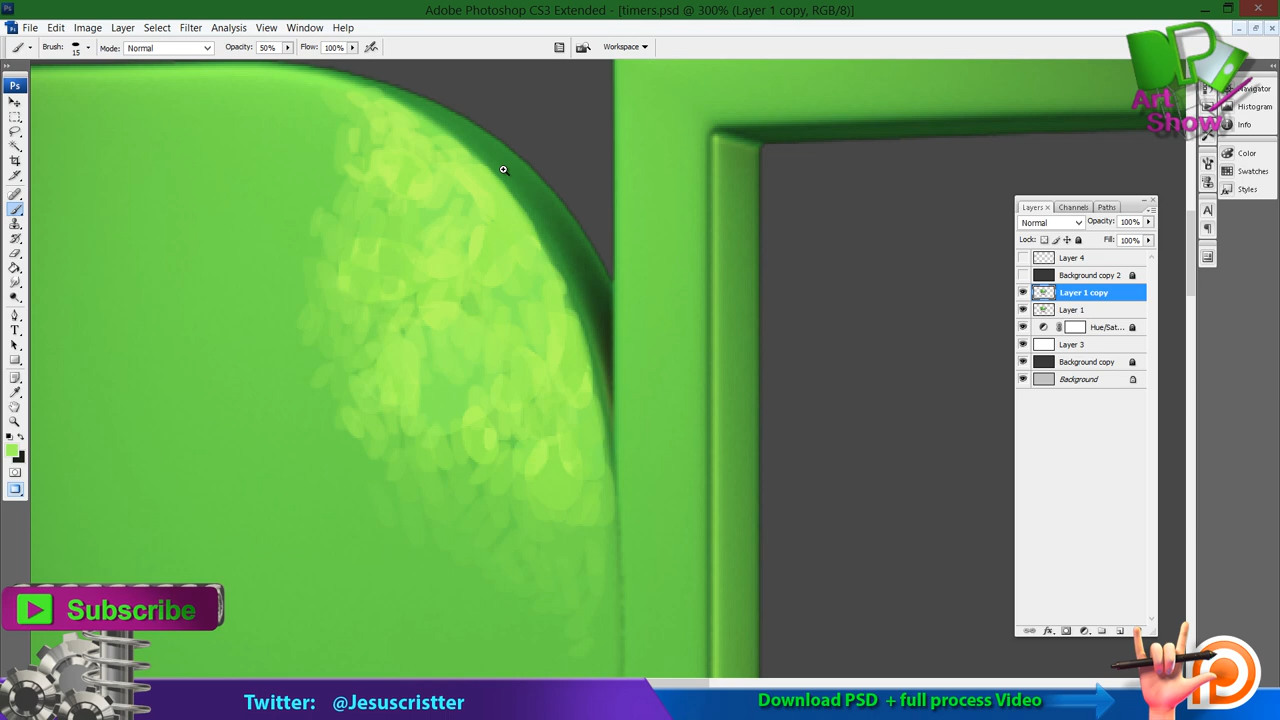 Adobe Photoshop CS3 Extended - [timers.psd @ 300% (Layer 1 copy, RGB/8)]
File Edit Image Layer Select Filter Analysis View Window Help
Brush: 15 Mode: Normal Opacity: 50% Flow: 100% Workspace
Ps
DP
Art
Show
Navigator
Histogram
Info
Color
Swatches
Styles
Layers Channels Paths
Normal Opacity: 100%
Lock: Fill: 100%
Layer 4
Background copy 2
Layer 1 copy
Layer 1
Hue/Sat...
Layer 3
Background copy
Background
Subscribe
Twitter: @Jesuscristter
Download PSD + full process Video